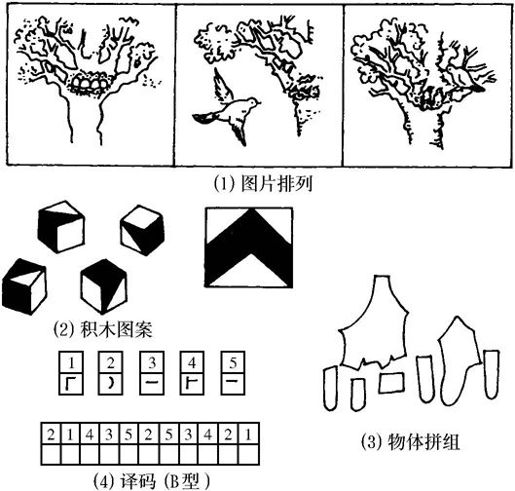 (1) 图片排列
(2) 积木图案
1 2 3 4 5
2 1 4 3 5 2 5 3 4 2 1
(3) 物体拼组
(4) 译码 (B型)